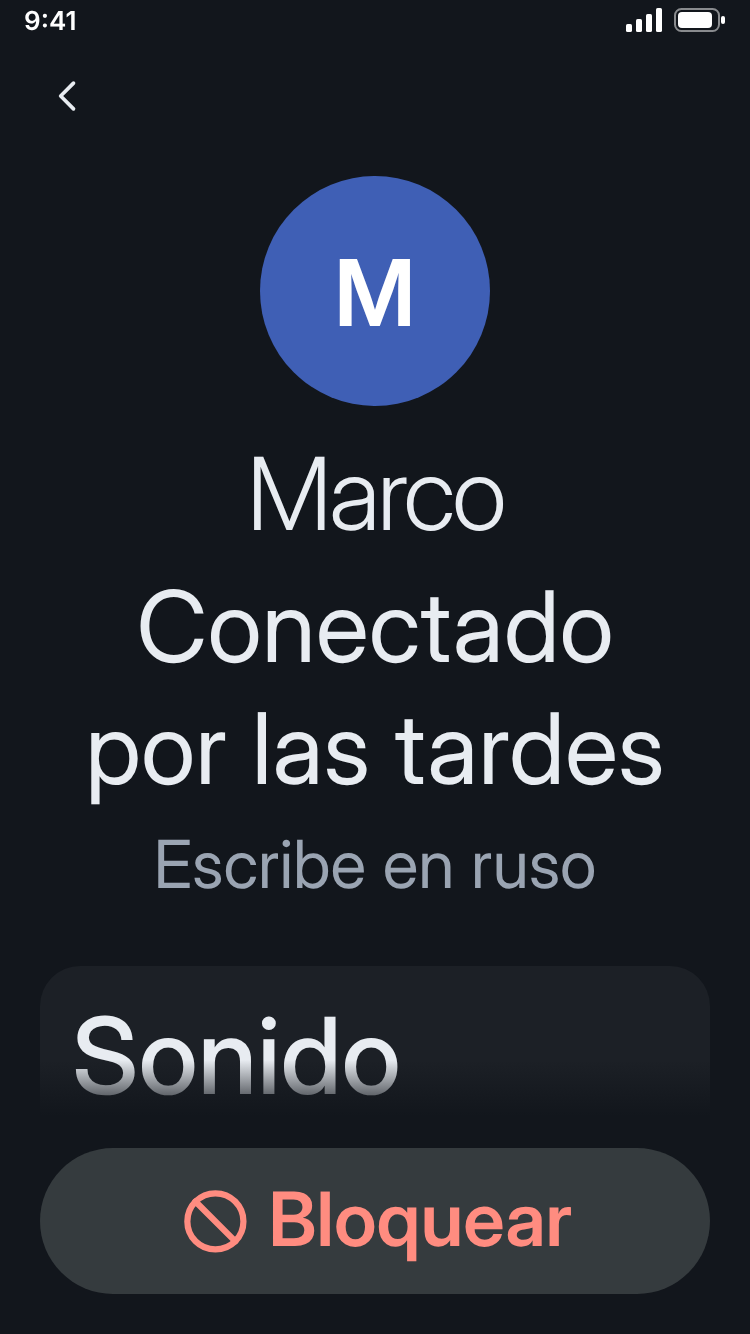 9:41
M
Marco
Conectado
por las tardes
Escribe en ruso
Sonido
Bloquear